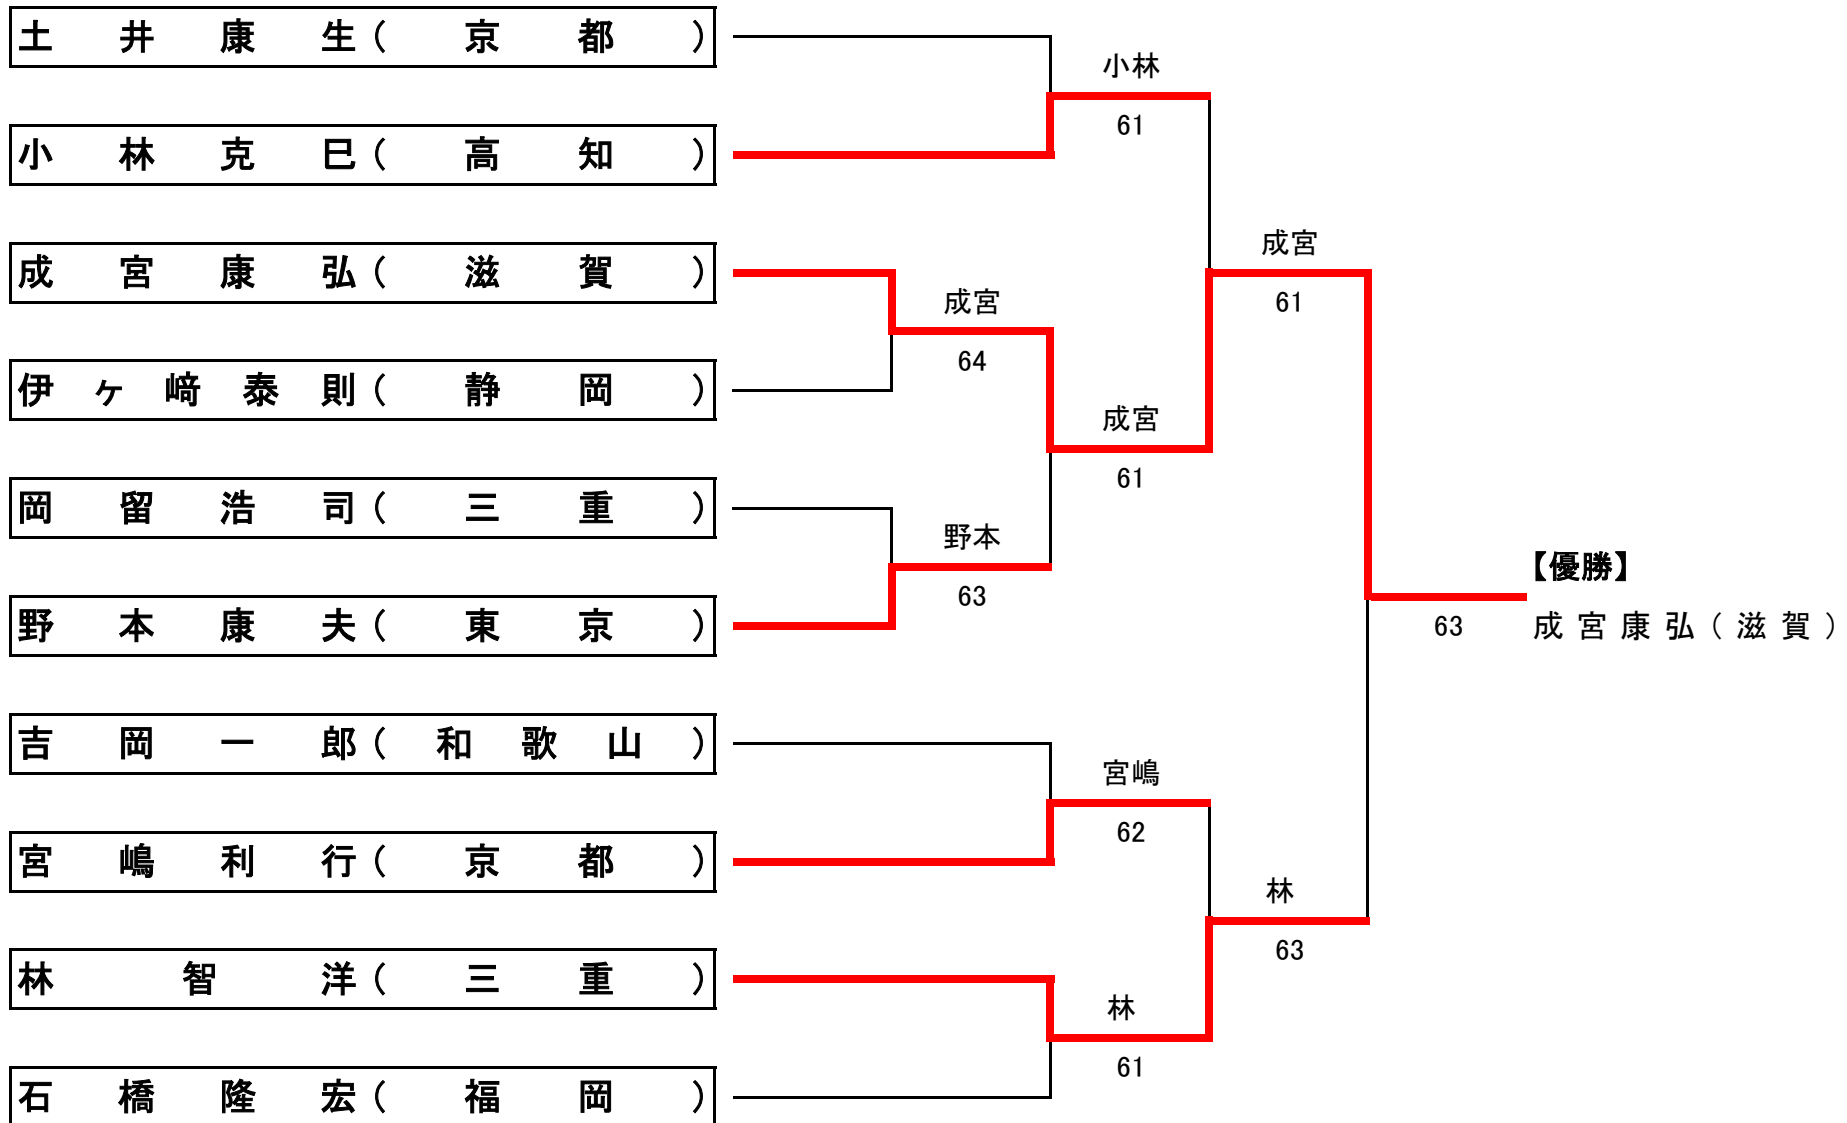 土井康生(京都)
小林
61
小林克巳(高知)
成宮
成宮康弘(滋賀)
成宮
61
64
伊ヶ﨑泰則(静岡)
成宮
61
岡留浩司(三重)
野本
【優勝】
63
野本康夫(東京)
63
成宮康弘(滋賀)
吉岡一郎(和歌山)
宮嶋
62
宮嶋利行(京都)
林
63
林智洋(三重)
林
61
石橋隆宏(福岡)